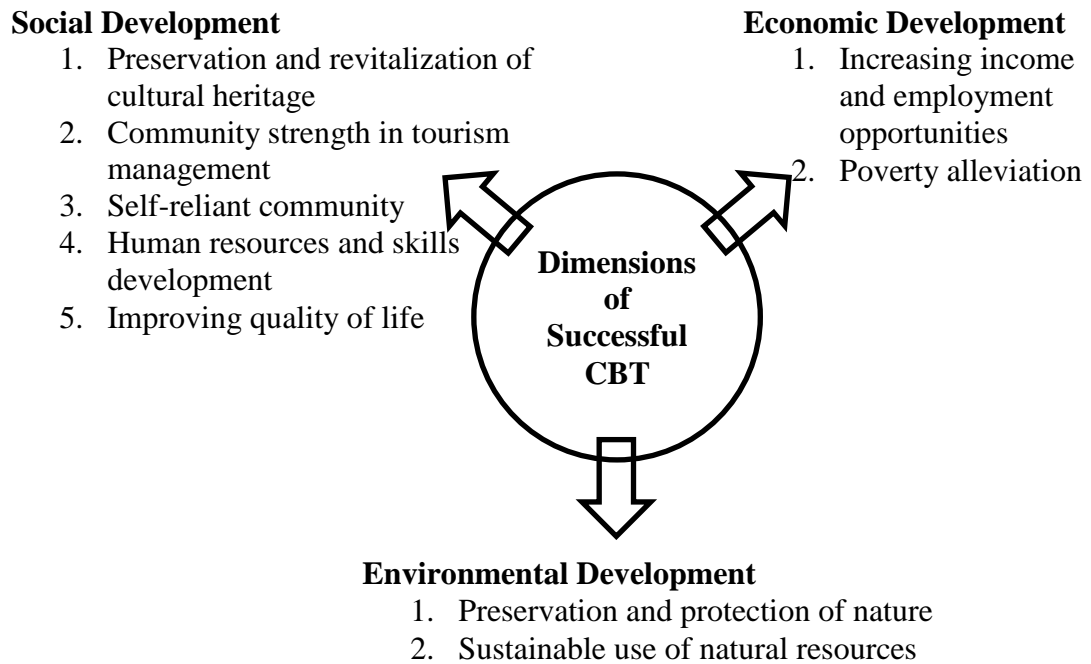 Social Development
1. Preservation and revitalization of
cultural heritage
2. Community strength in tourism
management
3. Self-reliant community
4. Human resources and skills
development
5. Improving quality of life
Economic Development
1. Increasing income
and employment
opportunities
2. Poverty alleviation
Dimensions
of
Successful
CBT
Environmental Development
1. Preservation and protection of nature
2. Sustainable use of natural resources